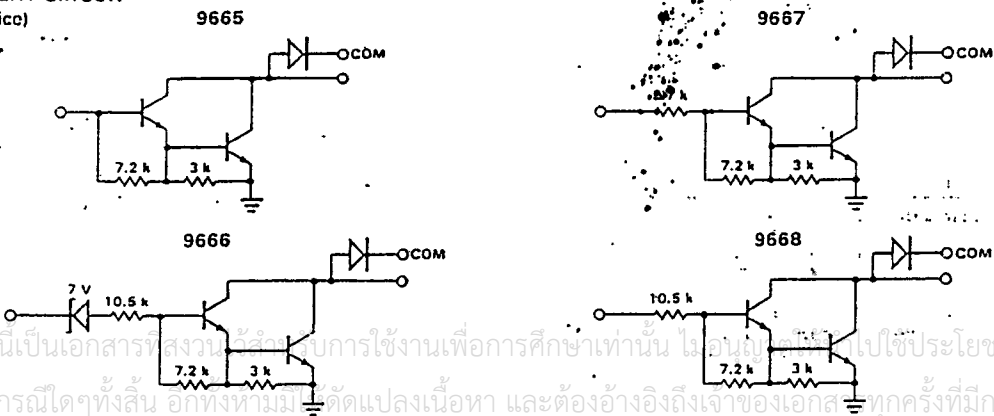 ice)
9665
COM
7.2 k
3 k
9667
COM
7.2 k
3 k
9666
COM
7 V
10.5 k
7.2 k
3 k
9668
COM
10.5 k
7.2 k
3 k
นี้เป็นเอกสารที่สงวนไว้สำหรับการใช้งานเพื่อการศึกษาเท่านั้น ไม่อนุญาตให้นำไปใช้ประโยช
กรณีใดๆทั้งสิ้น อีกทั้งห้ามมิให้ดัดแปลงเนื้อหา และต้องอ้างอิงถึงเจ้าของเอกสารทุกครั้งที่มีก